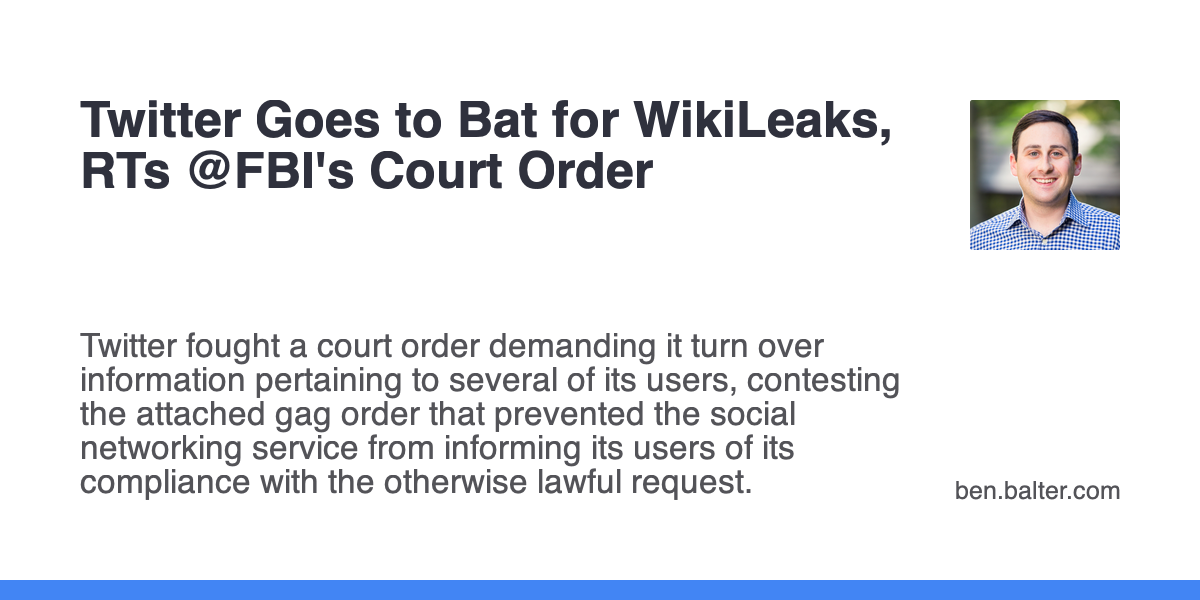 Twitter Goes to Bat for WikiLeaks,
RTs @FBI's Court Order
Twitter fought a court order demanding it turn over
information pertaining to several of its users, contesting
the attached gag order that prevented the social
networking service from informing its users of its
compliance with the otherwise lawful request.
ben.balter.com